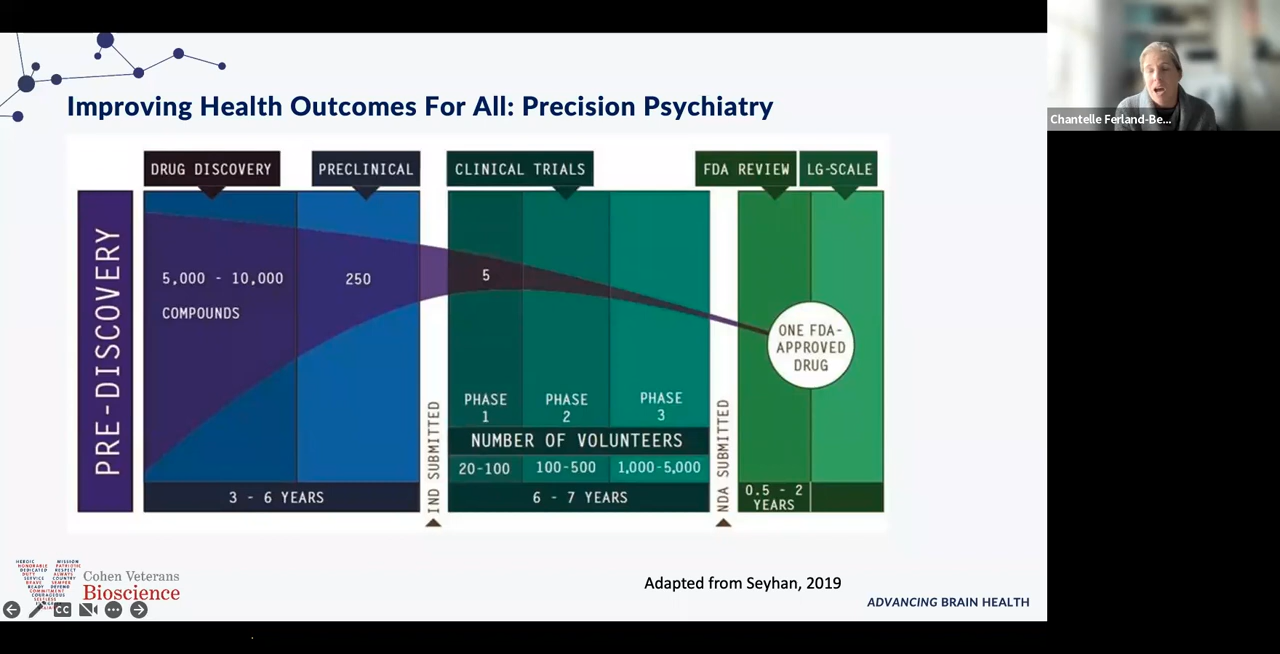 Improving Health Outcomes For All: Precision Psychiatry
Chantelle Ferland-Be...
DRUG DISCOVERY
PRECLINICAL
CLINICAL TRIALS
FDA REVIEW
LG-SCALE
PRE-DISCOVERY
5,000 - 10,000
COMPOUNDS
250
5
ONE FDA-
APPROVED
DRUG
IND SUBMITTED
PHASE
1
PHASE
2
PHASE
3
NUMBER OF VOLUNTEERS
20-100
100-500
1,000-5,000
NDA SUBMITTED
3 - 6 YEARS
6 - 7 YEARS
0.5 - 2
YEARS
Cohen Veterans
Bioscience
CC
Adapted from Seyhan, 2019
ADVANCING BRAIN HEALTH